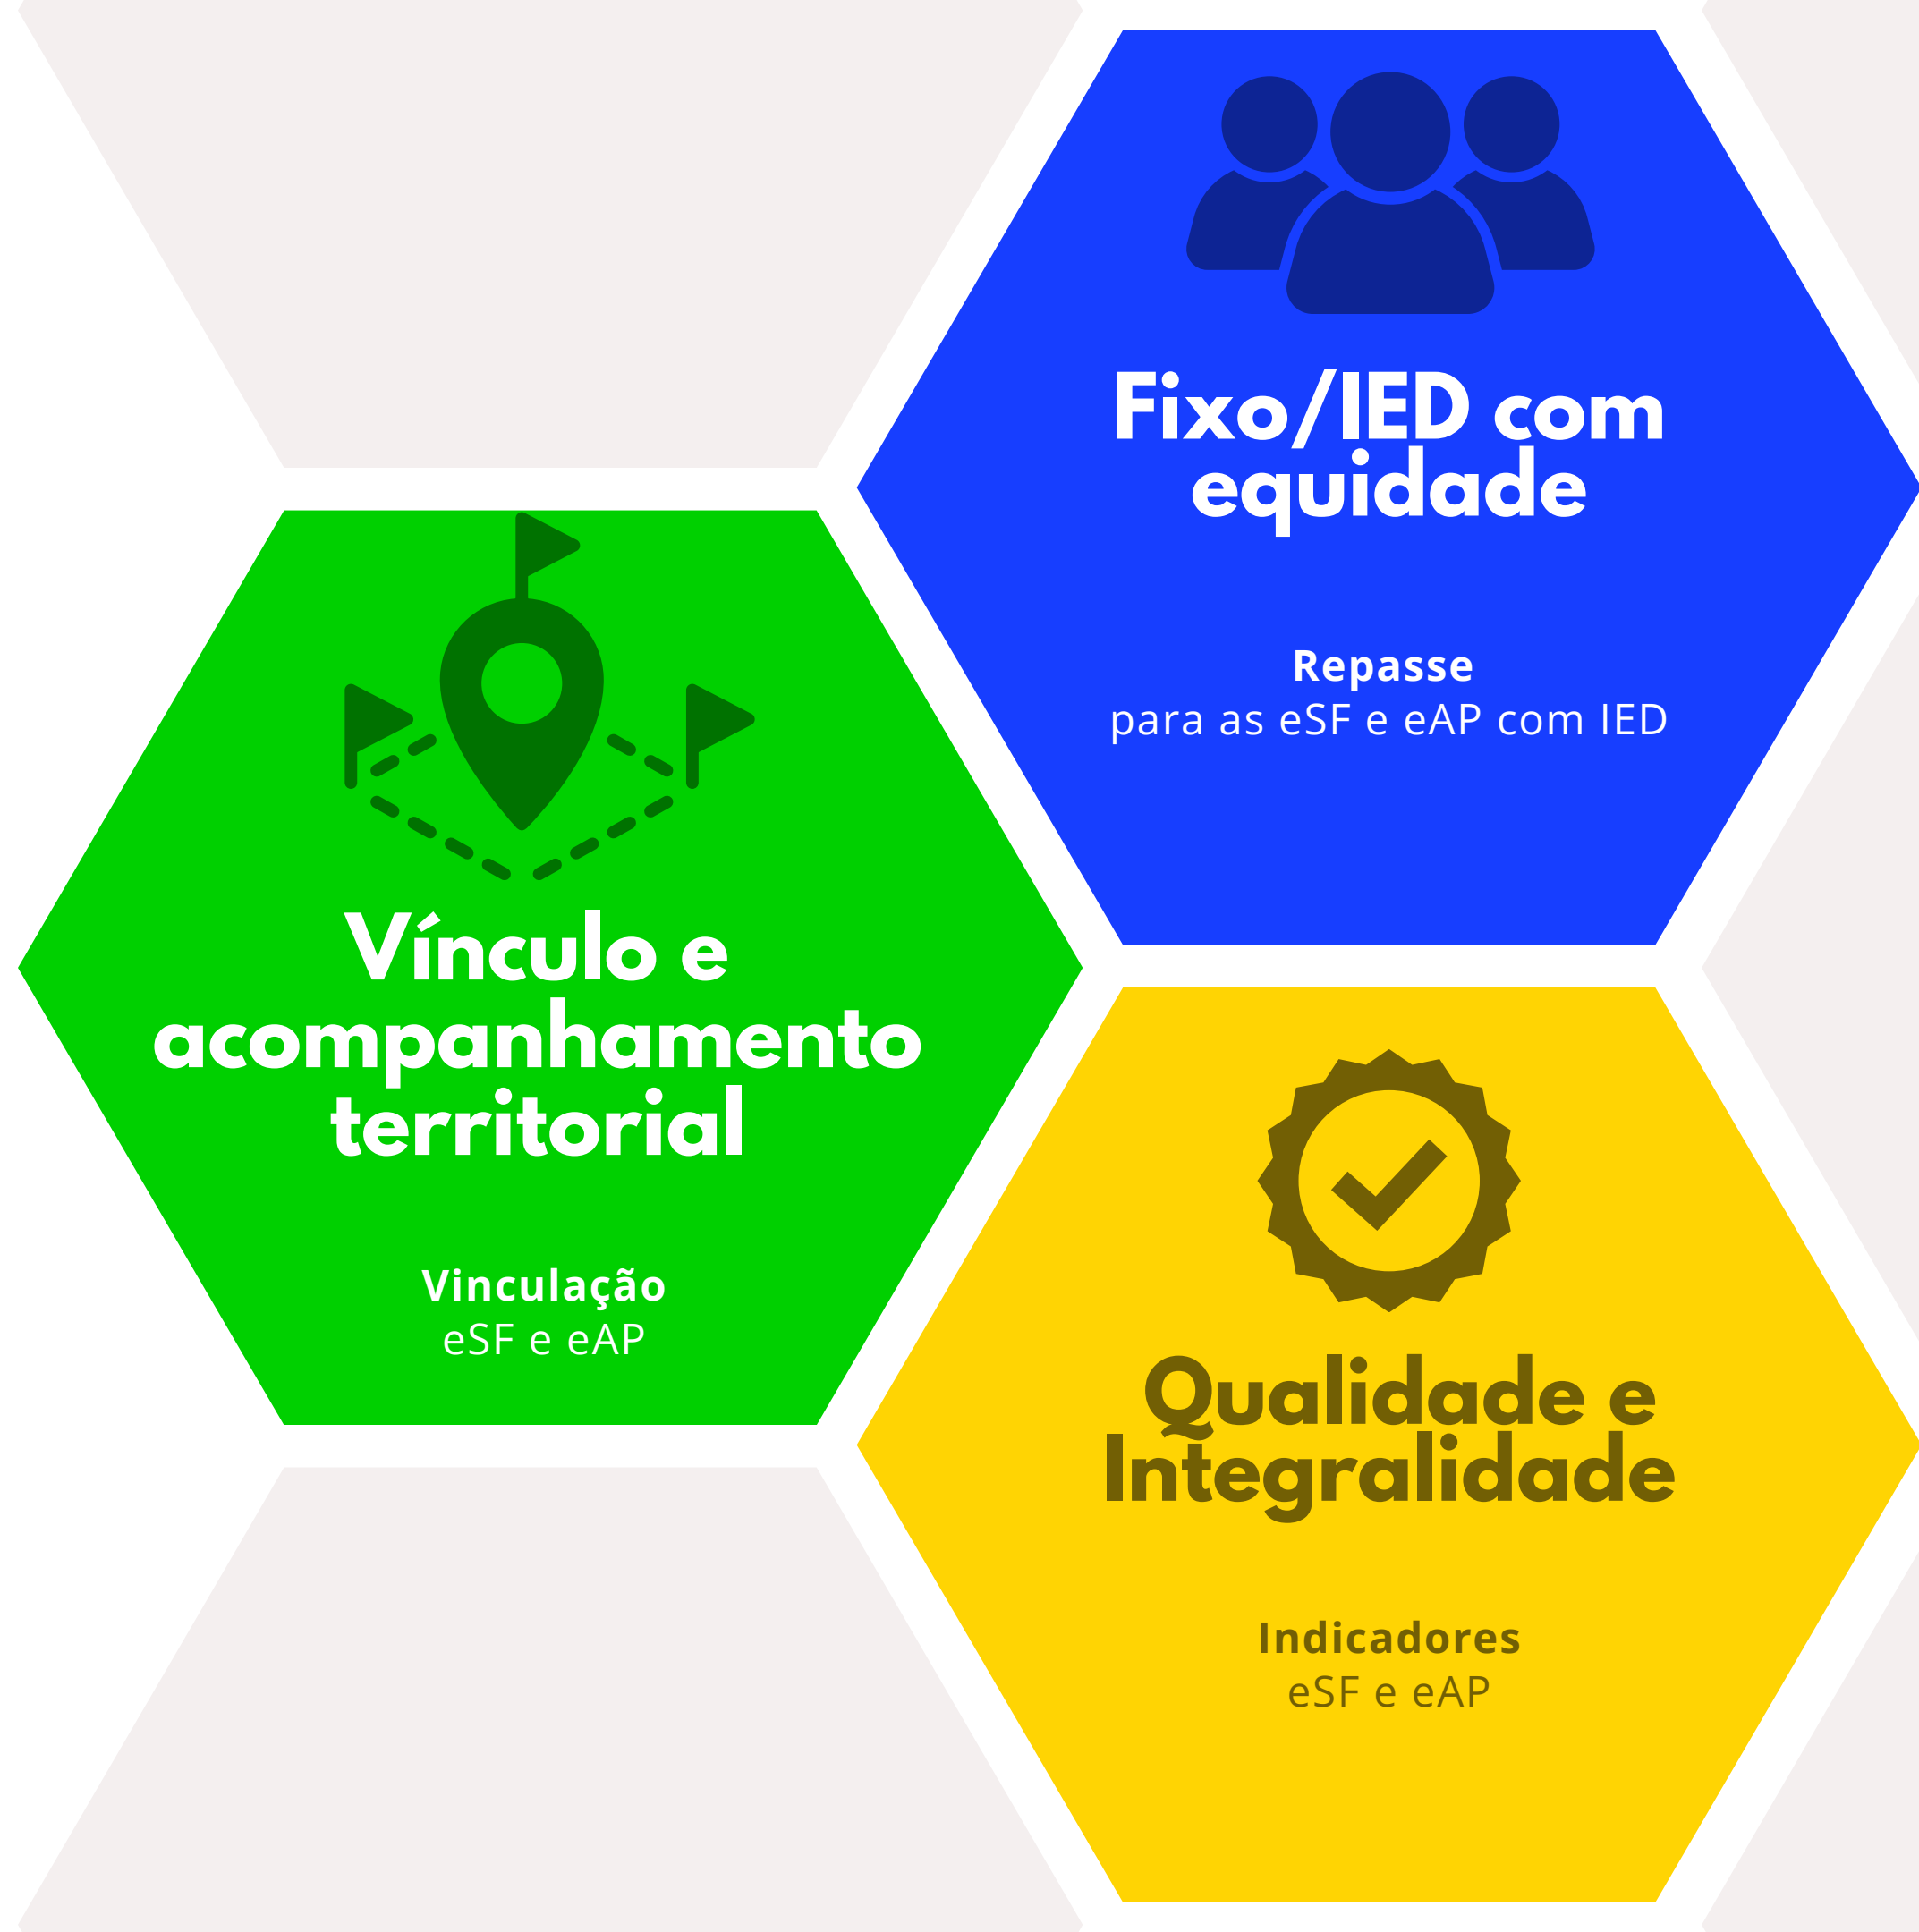 Fixo/IED com
equidade
Repasse
para as eSF e eAP com IED
Vínculo e
acompanhamento
territorial
Vinculação
eSF e eAP
Qualidade e
Integralidade
Indicadores
eSF e eAP